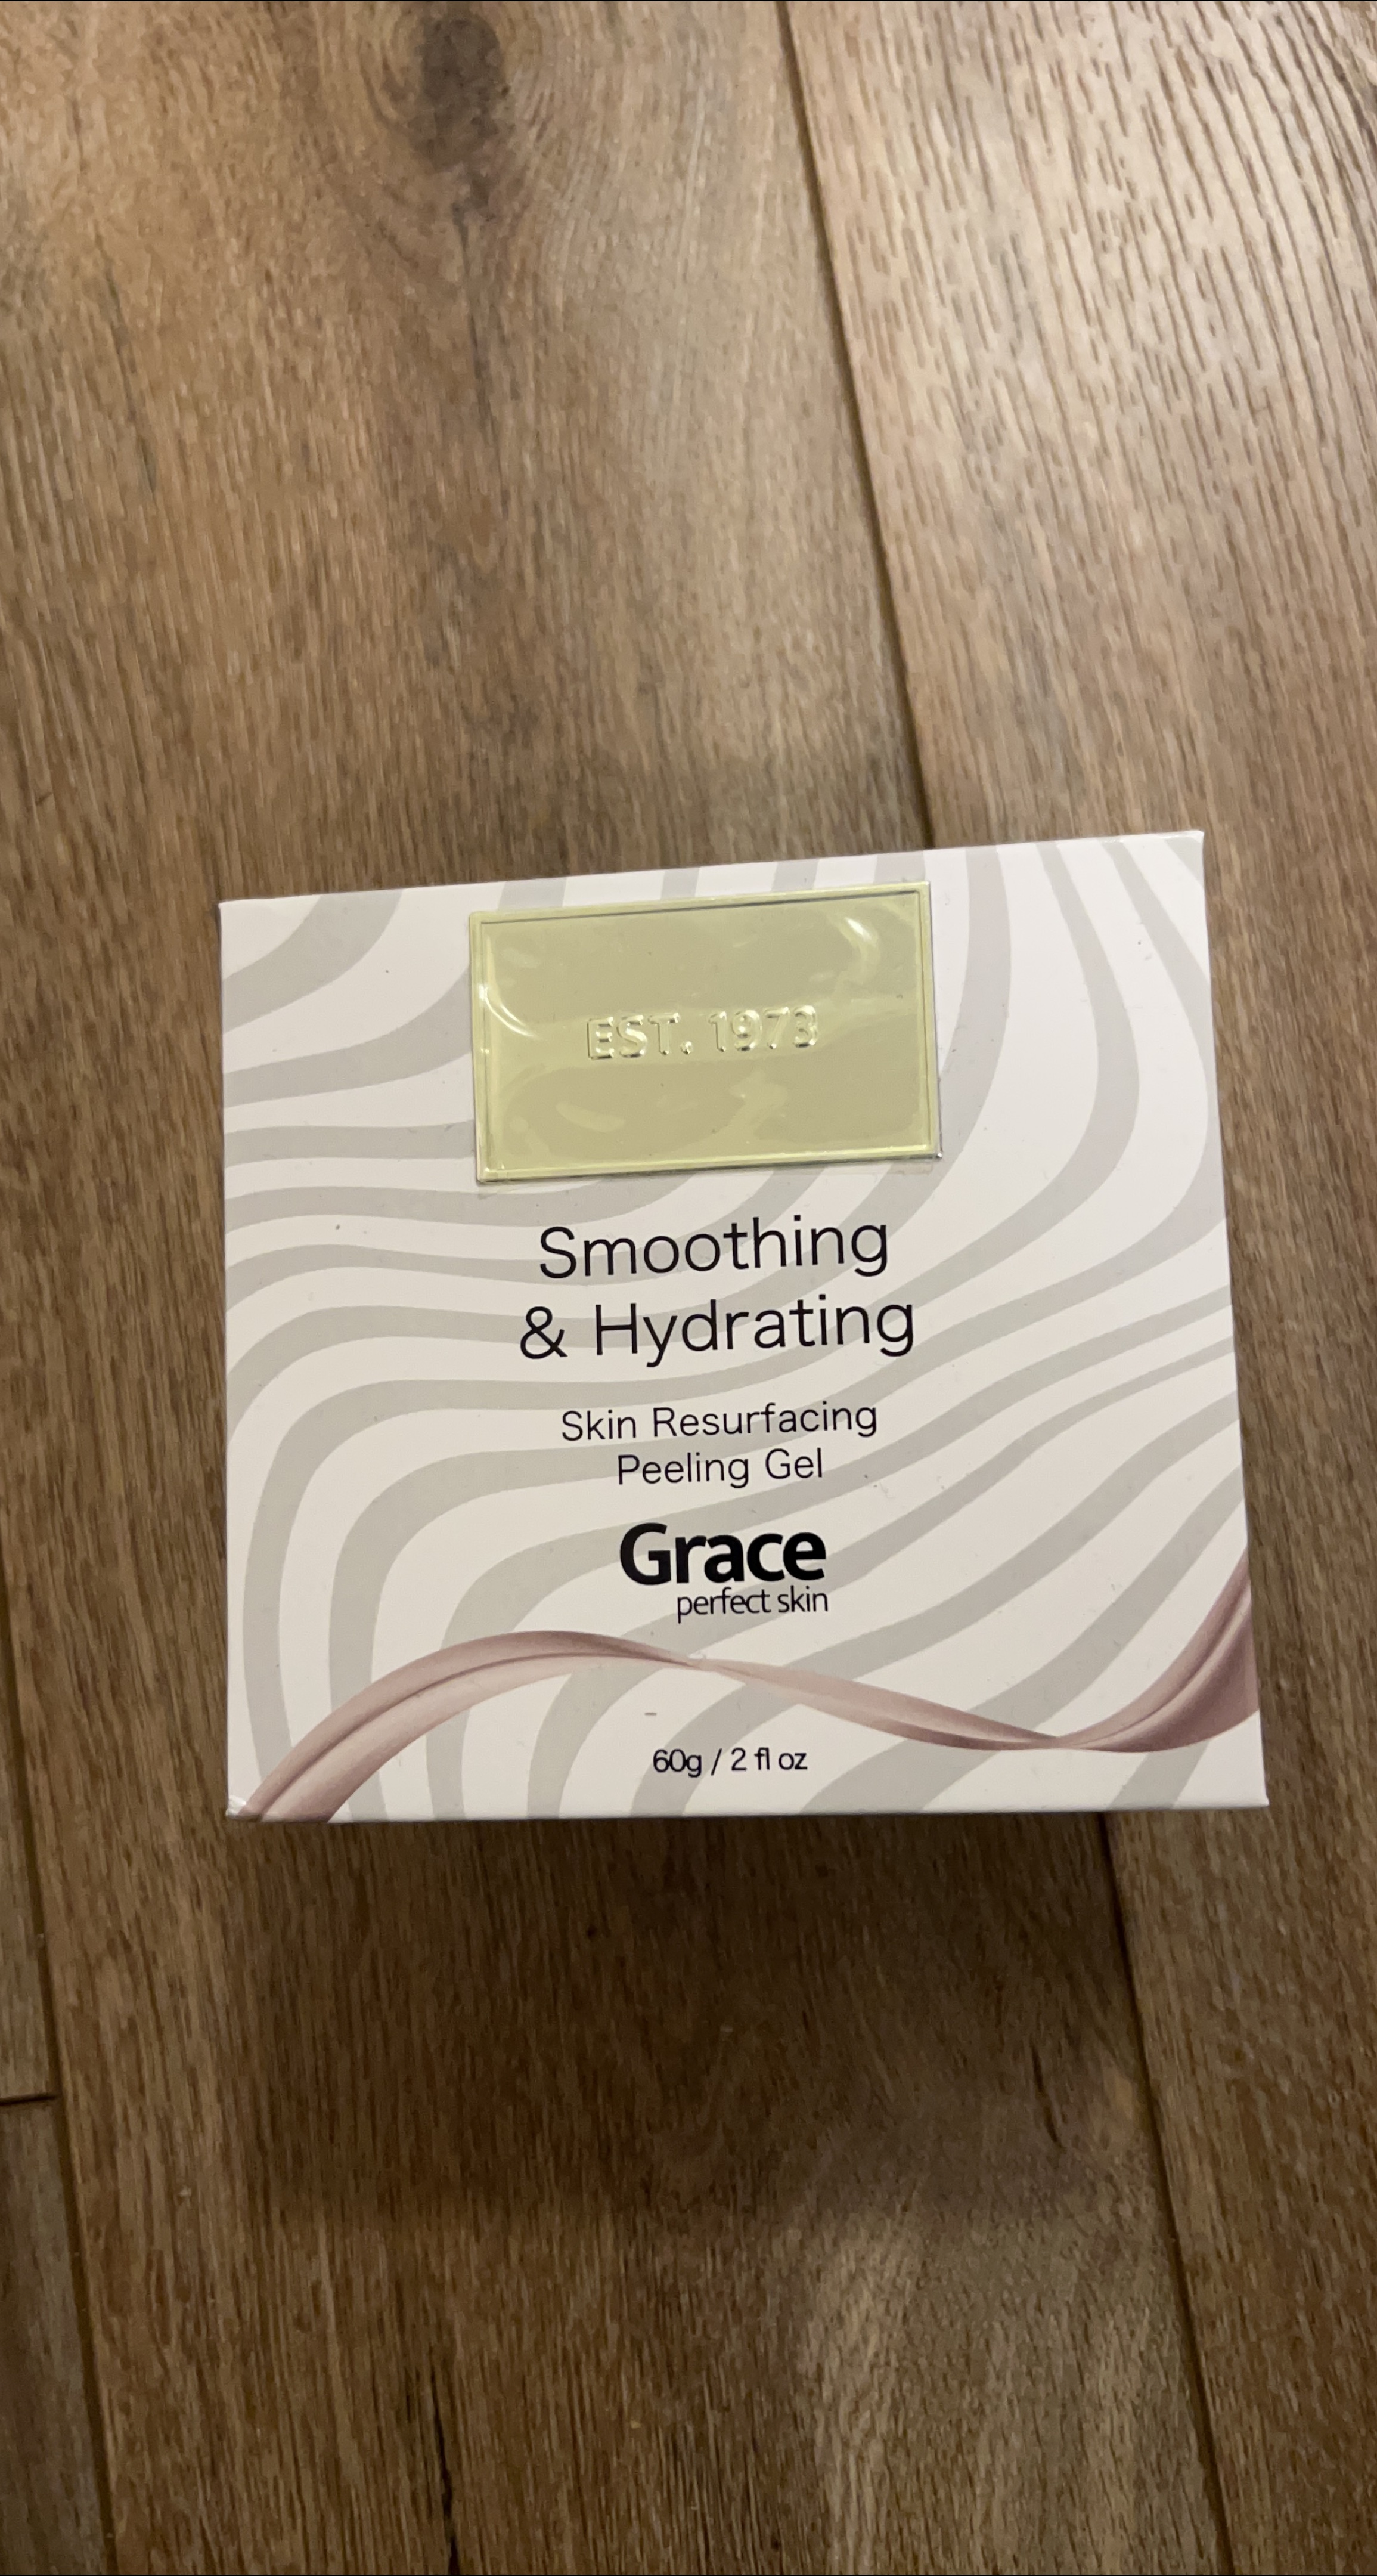 EST. 1973
Smoothing
& Hydrating
Skin Resurfacing
Peeling Gel
Grace
perfect skin
60g / 2 fl oz